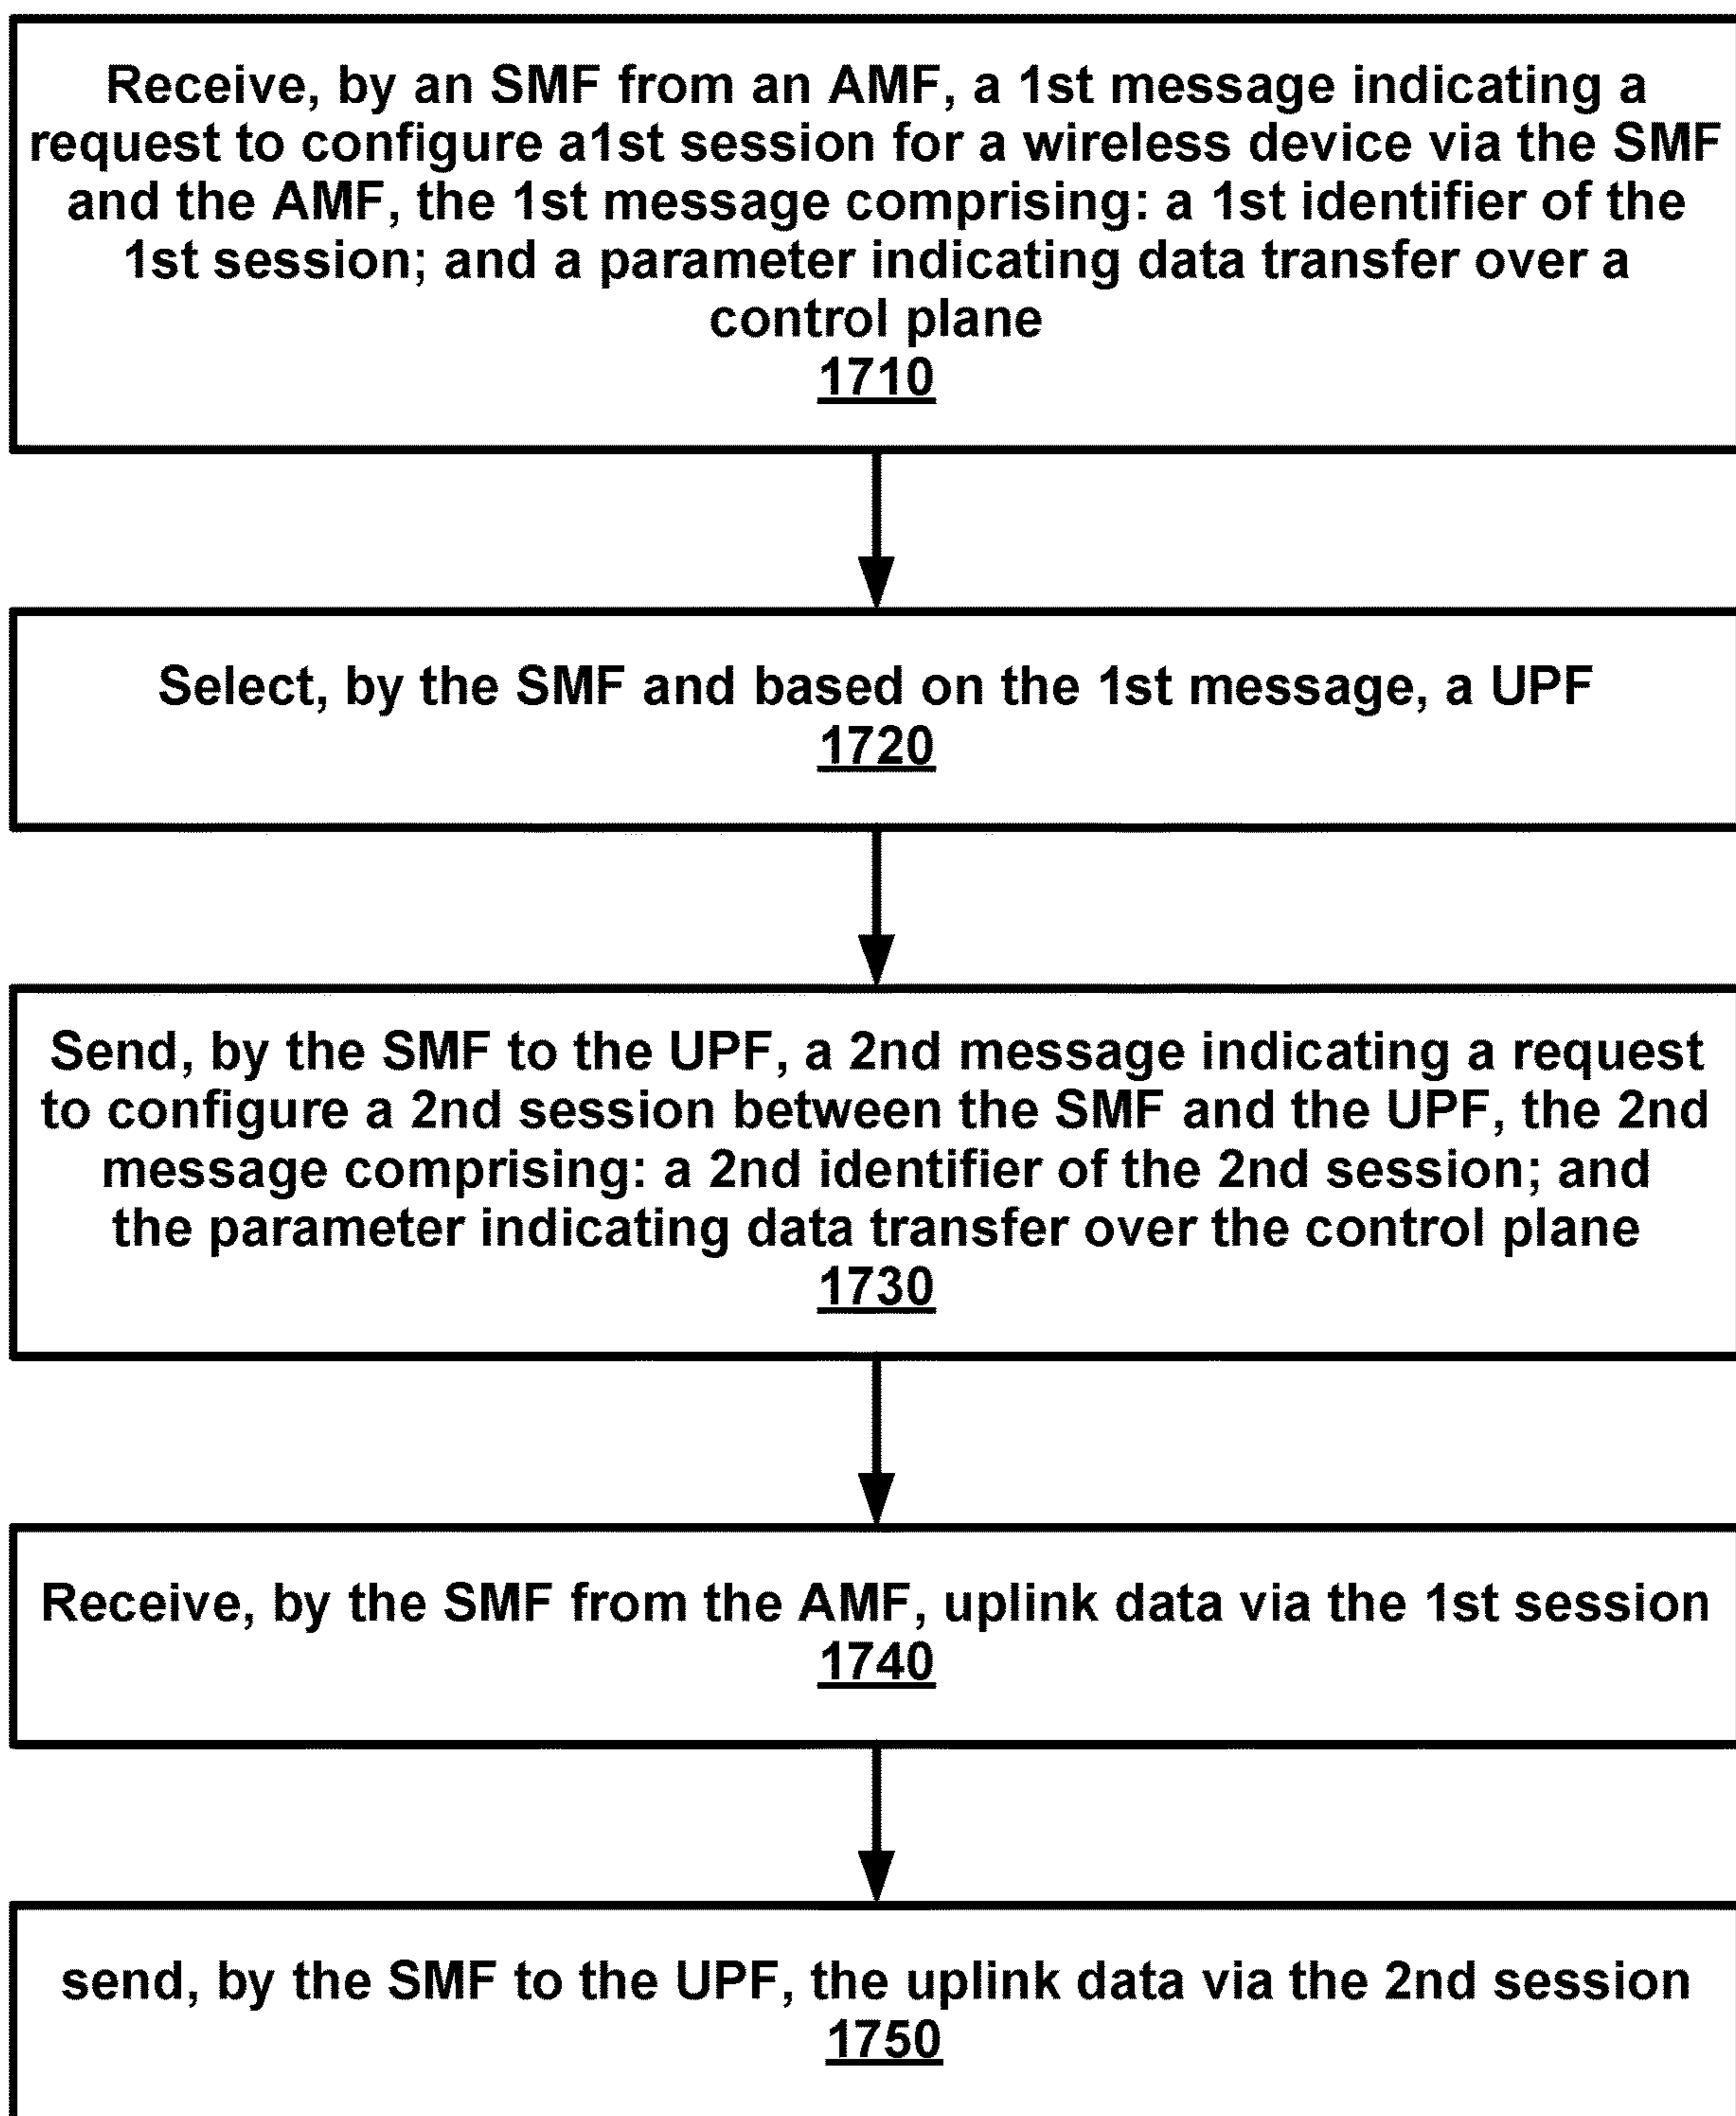 Receive, by an SMF from an AMF, a 1st message indicating a
request to configure a1st session for a wireless device via the SMF
and the AMF, the 1st message comprising: a 1st identifier of the
1st session; and a parameter indicating data transfer over a
control plane
1710
Select, by the SMF and based on the 1st message, a UPF
1720
Send, by the SMF to the UPF, a 2nd message indicating a request
to configure a 2nd session between the SMF and the UPF, the 2nd
message comprising: a 2nd identifier of the 2nd session; and
the parameter indicating data transfer over the control plane
1730
Receive, by the SMF from the AMF, uplink data via the 1st session
1740
send, by the SMF to the UPF, the uplink data via the 2nd session
1750